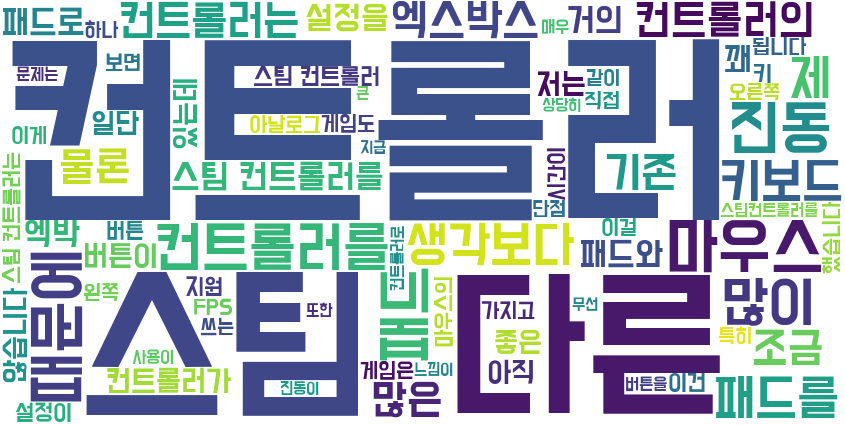 패드로
하나
컨트롤러는
설정을
엑스박스
매우
거의
컨트롤러의
문제는
보면
스팀 컨트롤러
큰
저는
같이
꽤
됩니다
키
제
컨트롤러
이게
일단
있는데
아날로그
게임도
상당히
직접
오른쪽
진동
물론
지금
스팀 컨트롤러를
시간이
기존
키보드
스팀 컨트롤러는
단점
스팀컨트롤러를
엑박
버튼
컨트롤러를
컨트롤러로
생각보다
이걸
패드와
마우스
했습니다
버튼이
않습니다
때문에
왼쪽
지원
FPS
쓰는
스팀
또한
패드
마우스의
가지고
다른
무선
많이
좋은
특히
조금
사용이
컨트롤러가
진동이
게임은
느낌이
아직
많은
버튼을
이건
패드를
설정이